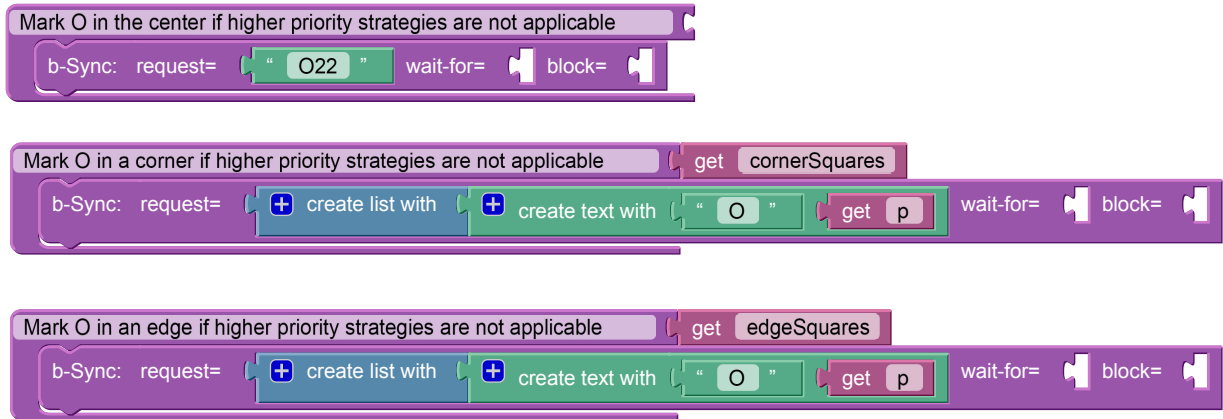 Mark O in the center if higher priority strategies are not applicable
b-Sync: request= “ O22 ” wait-for= block=
Mark O in a corner if higher priority strategies are not applicable get cornerSquares
b-Sync: request= + create list with + create text with “ O ” get p wait-for= block=
Mark O in an edge if higher priority strategies are not applicable get edgeSquares
b-Sync: request= + create list with + create text with “ O ” get p wait-for= block=